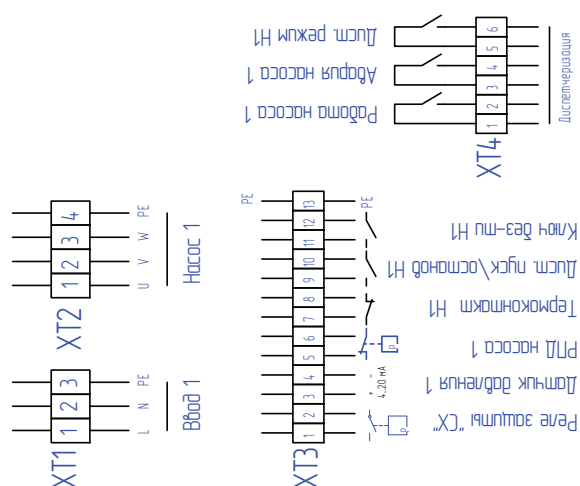 Дист. режим Н1
Авария насоса 1
Работа насоса 1
6
5
4
3
2
1
XT4
Диспетчеризация
4
3
2
1
PE
W
V
U
XT2
Насос 1
3
2
1
PE
N
L
XT1
Ввод 1
PE
13
12
11
10
9
8
7
6
5
4
3
2
1
XT3
PE
Ключ без-ти Н1
Дист. пуск/останов Н1
Термоконтакт Н1
P
РПД насоса 1
- 
+
4..20 мА
Датчик давления 1
P
Реле защиты "СХ"